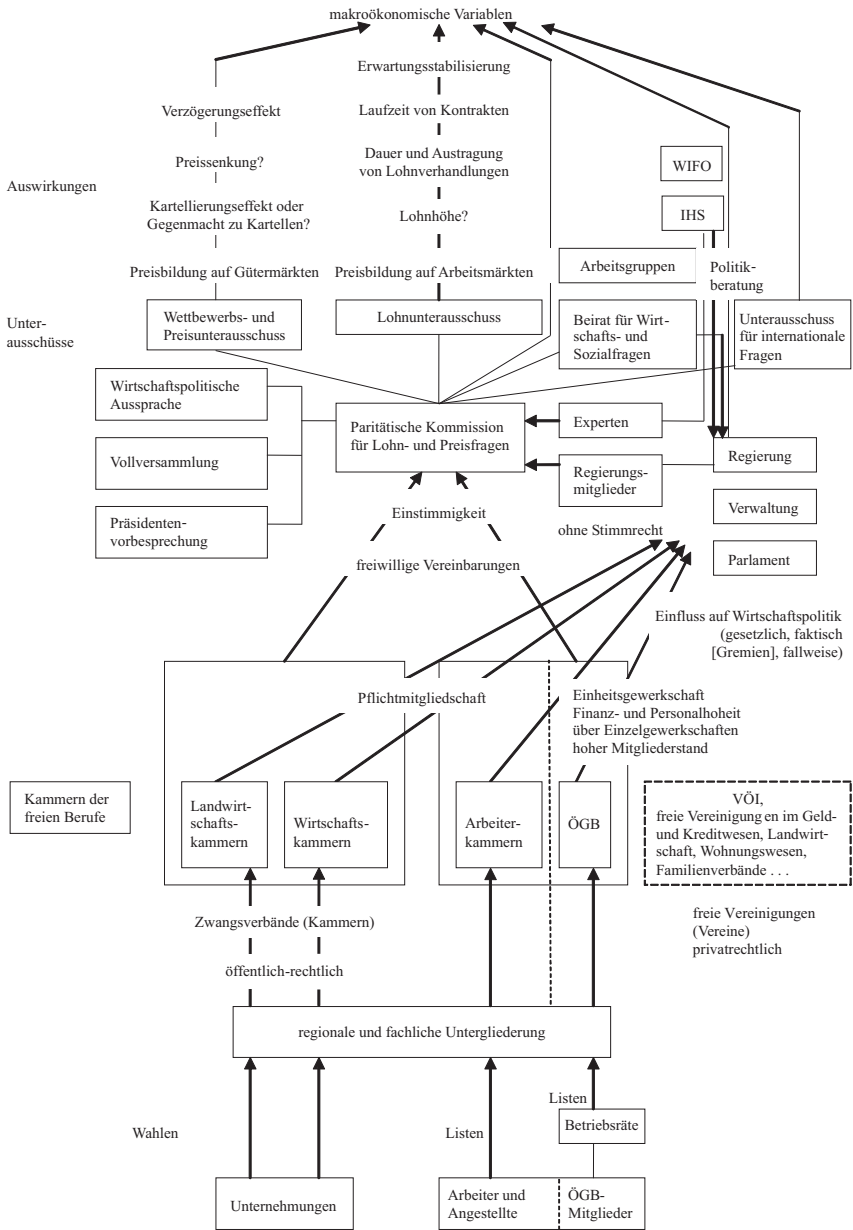 makroökonomische Variablen
Erwartungsstabilisierung
Verzögerungseffekt
Laufzeit von Kontrakten
Preissenkung?
Dauer und Austragung
von Lohnverhandlungen
WIFO
Auswirkungen
Kartellierungseffekt oder
Gegenmacht zu Kartellen?
Lohnhöhe?
IHS
Preisbildung auf Gütermärkten
Preisbildung auf Arbeitsmärkten
Arbeitsgruppen
Politik-
beratung
Unter-
ausschüsse
Wettbewerbs- und
Preisunterausschuss
Lohnunterausschuss
Beirat für Wirt-
schafts- und
Sozialfragen
Unterausschuss
für internationale
Fragen
Wirtschaftspolitische
Aussprache
Paritätische Kommission
für Lohn- und Preisfragen
Experten
Vollversammlung
Regierungs-
mitglieder
Regierung
Präsidenten-
vorbesprechung
Einstimmigkeit
Verwaltung
ohne Stimmrecht
freiwillige Vereinbarungen
Parlament
Einfluss auf Wirtschaftspolitik
(gesetzlich, faktisch
[Gremien], fallweise)
Pflichtmitgliedschaft
Einheitsgewerkschaft
Finanz- und Personalhoheit
über Einzelgewerkschaften
hoher Mitgliederstand
Kammern der
freien Berufe
Landwirt-
schafts-
kammern
Wirtschafts-
kammern
Arbeiter-
kammern
ÖGB
VÖI,
freie Vereinigung en im Geld-
und Kreditwesen, Landwirt-
schaft, Wohnungswesen,
Familienverbände . . .
Zwangsverbände (Kammern)
öffentlich-rechtlich
freie Vereinigungen
(Vereine)
privatrechtlich
regionale und fachliche Untergliederung
Wahlen
Listen
Listen
Betriebsräte
Unternehmungen
Arbeiter und
Angestellte
ÖGB-
Mitglieder